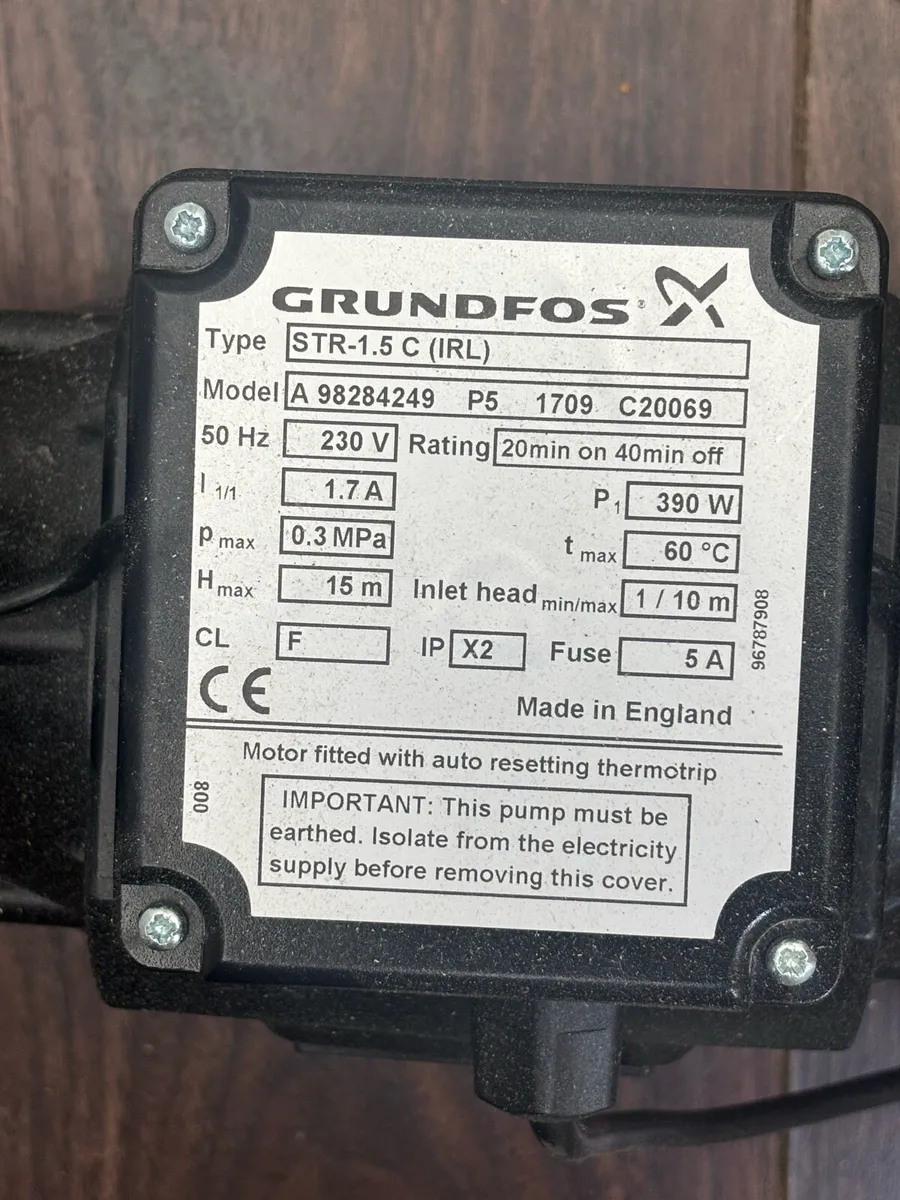 GRUNDFOS®
Type STR-1.5 C (IRL)
Model A 98284249 P5 1709 C20069
50 Hz 230 V Rating 20min on 40min off
I 1/1 1.7 A P1 390 W
p max 0.3 MPa t max 60 °C
H max 15 m Inlet head min/max 1 / 10 m
CL F IP X2 Fuse 5 A
96787908
CE Made in England
Motor fitted with auto resetting thermotrip
800
IMPORTANT: This pump must be
earthed. Isolate from the electricity
supply before removing this cover.